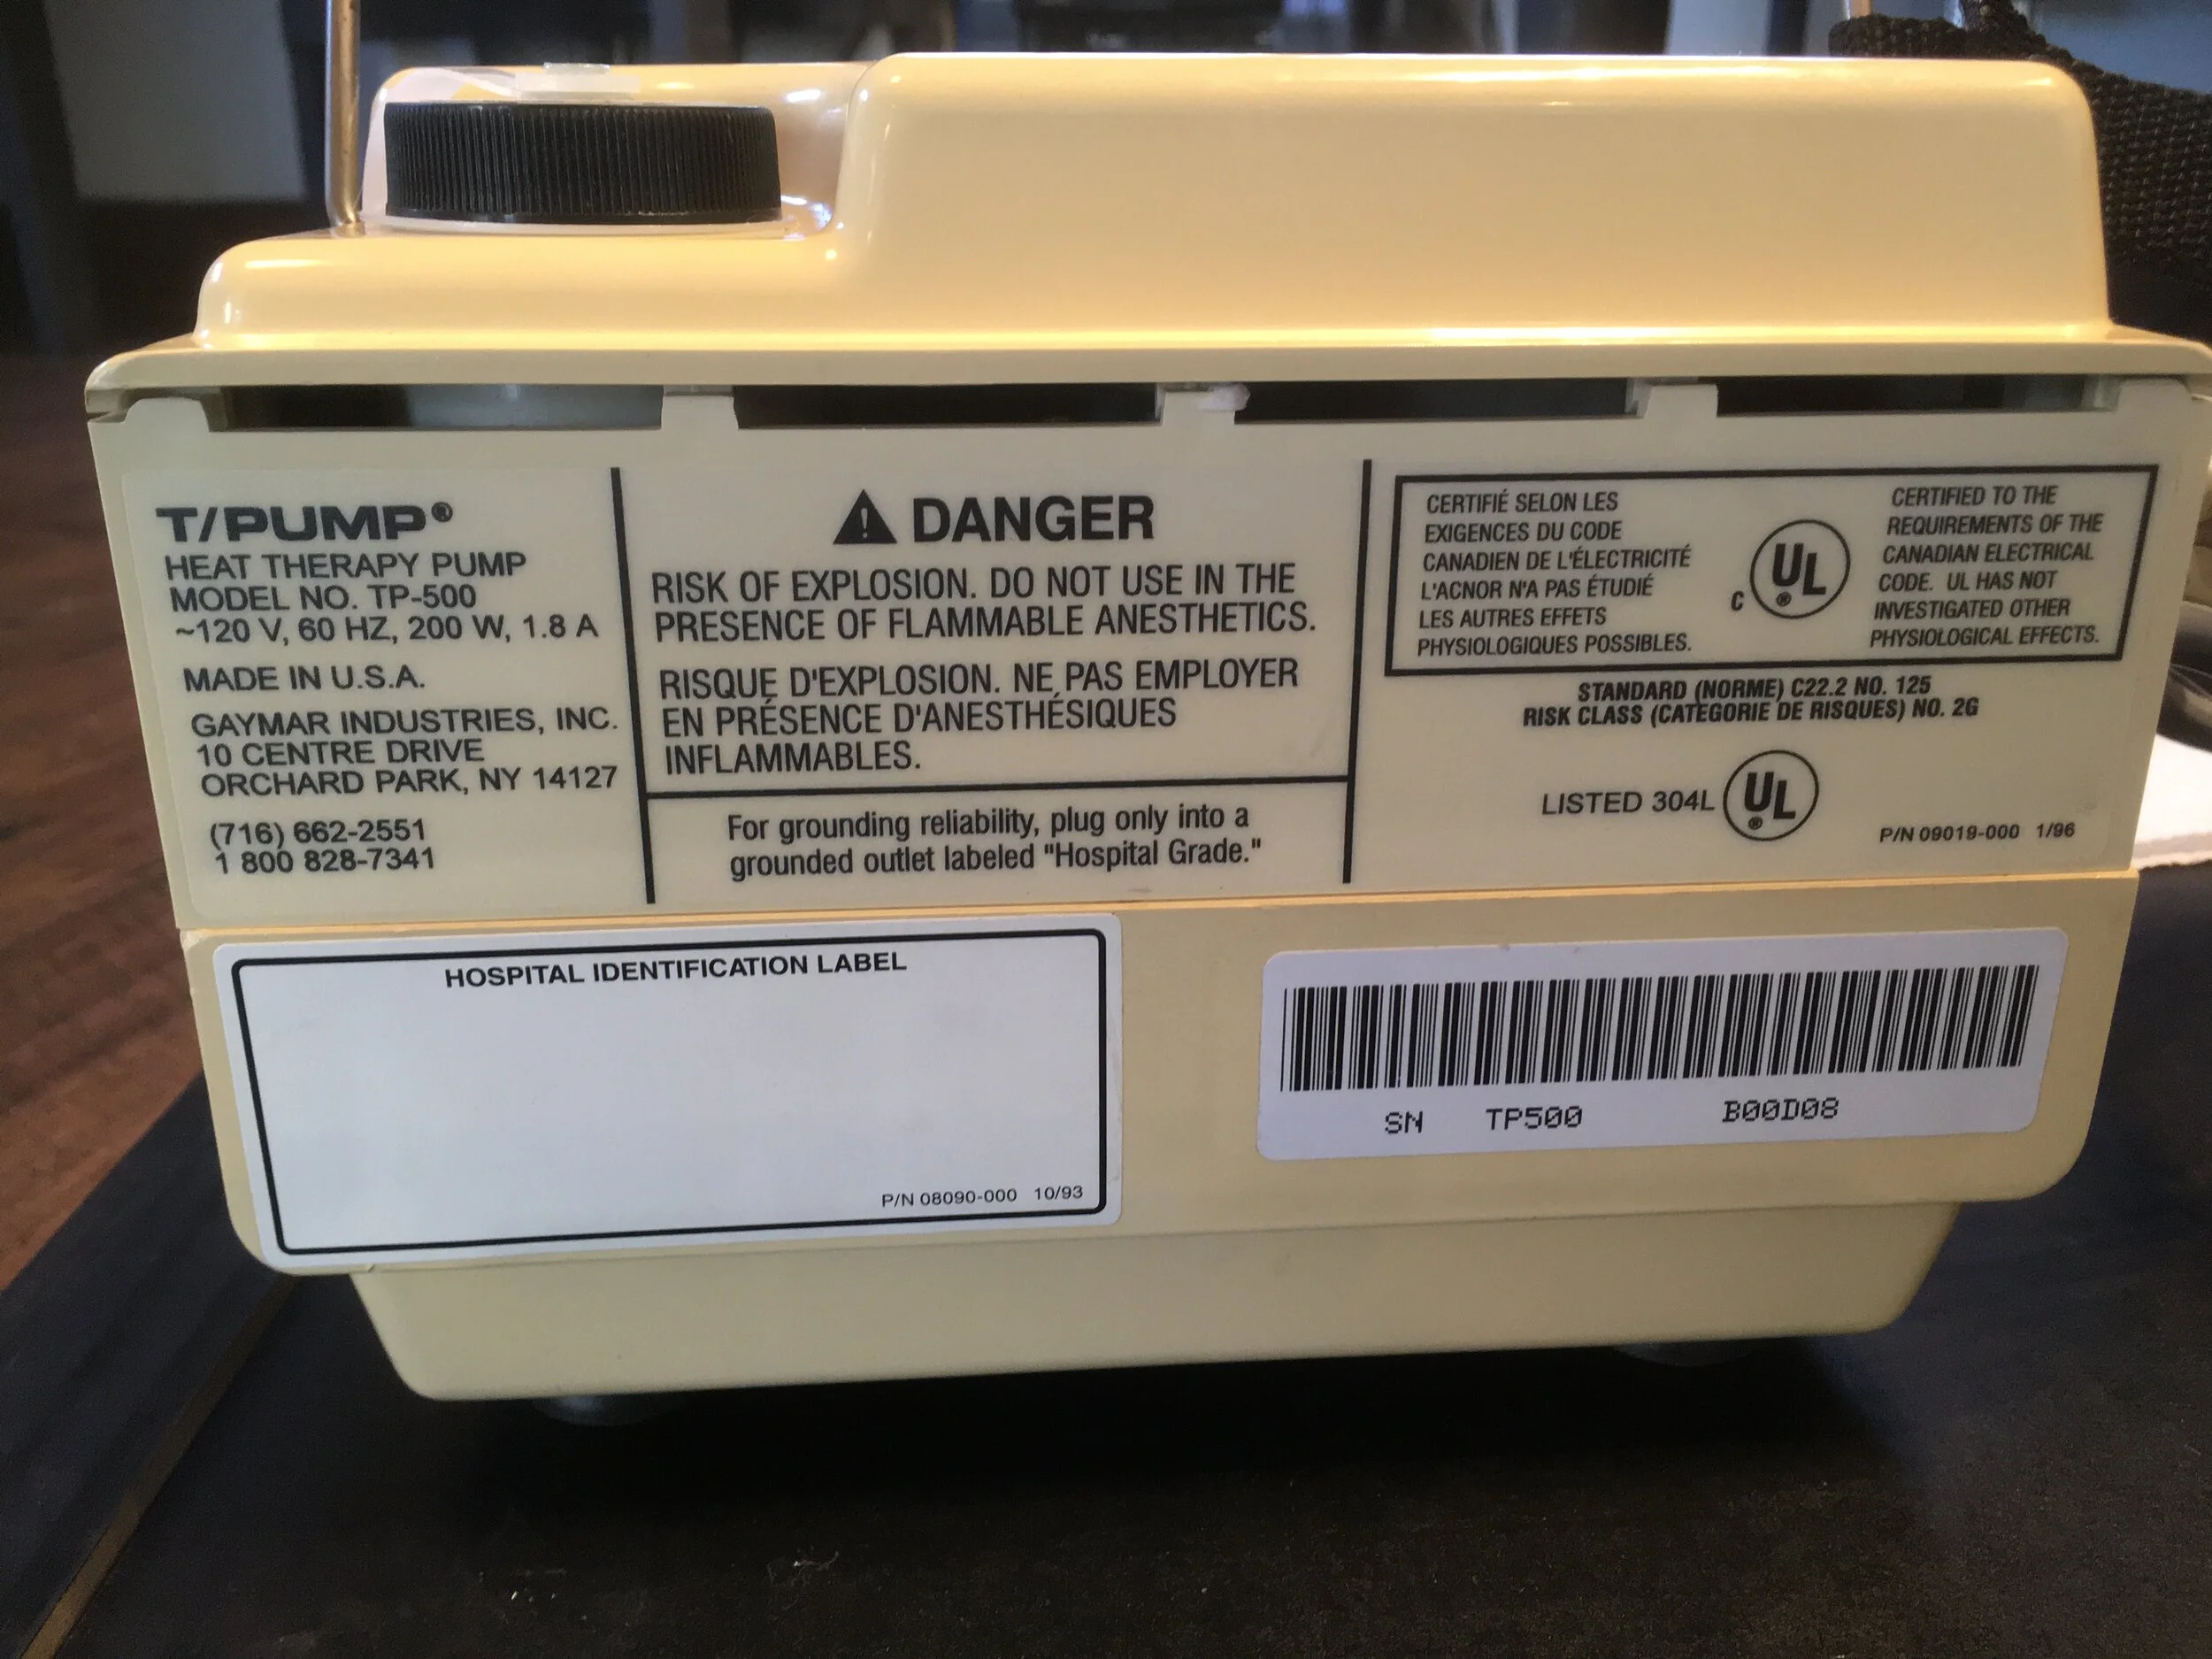 T/PUMP®
HEAT THERAPY PUMP
MODEL NO. TP-500
~120 V, 60 HZ, 200 W, 1.8 A
MADE IN U.S.A.
GAYMAR INDUSTRIES, INC.
10 CENTRE DRIVE
ORCHARD PARK, NY 14127
(716) 662-2551
1 800 828-7341
DANGER
RISK OF EXPLOSION. DO NOT USE IN THE
PRESENCE OF FLAMMABLE ANESTHETICS.
RISQUE D'EXPLOSION. NE PAS EMPLOYER
EN PRÉSENCE D'ANESTHÉSIQUES
INFLAMMABLES.
For grounding reliability, plug only into a
grounded outlet labeled "Hospital Grade."
CERTIFIÉ SELON LES
EXIGENCES DU CODE
CANADIEN DE L'ÉLECTRICITÉ
L'ACNOR N'A PAS ÉTUDIÉ
LES AUTRES EFFETS
PHYSIOLOGIQUES POSSIBLES.
C UL®
CERTIFIED TO THE
REQUIREMENTS OF THE
CANADIAN ELECTRICAL
CODE. UL HAS NOT
INVESTIGATED OTHER
PHYSIOLOGICAL EFFECTS.
STANDARD (NORME) C22.2 NO. 125
RISK CLASS (CATÉGORIE DE RISQUES) NO. 2G
LISTED 304L UL®
P/N 09019-000 1/96
HOSPITAL IDENTIFICATION LABEL
P/N 08090-000 10/93
SN TP500 B00D08